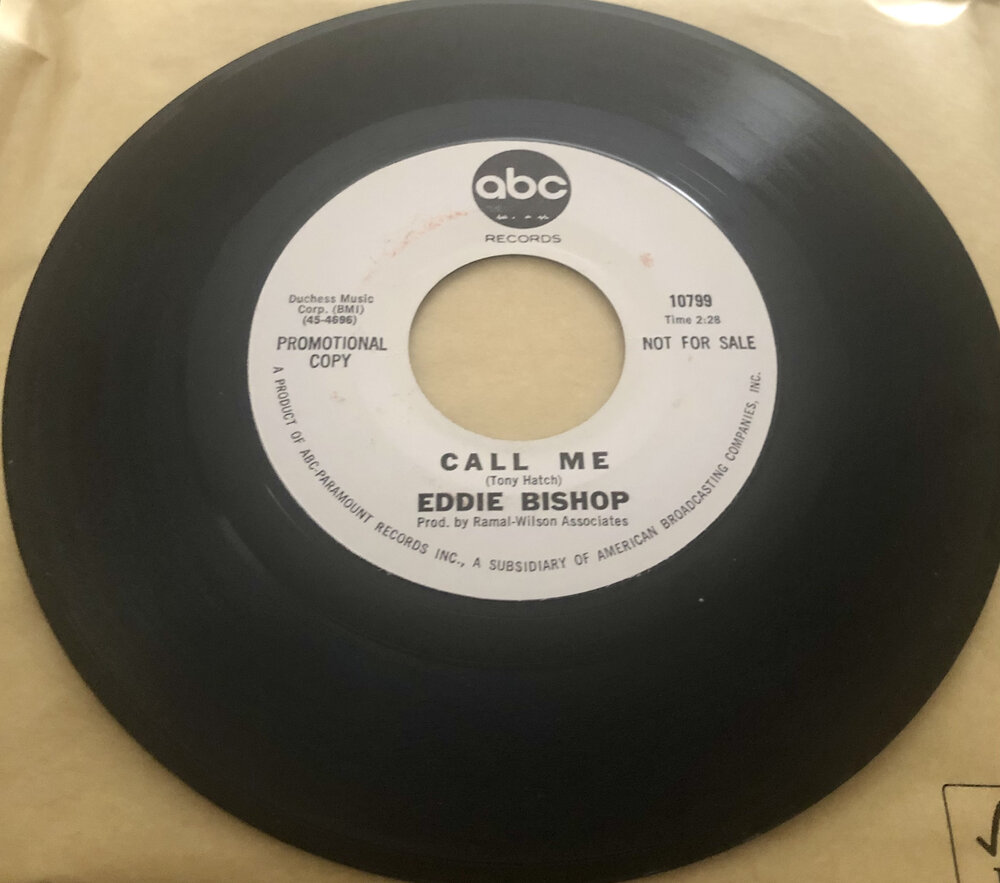 abc
RECORDS
Duchess Music
Corp. (BMI)
(45-4696)
PROMOTIONAL
COPY
10799
Time 2:28
NOT FOR SALE
CALL ME
(Tony Hatch)
EDDIE BISHOP
Prod. by Ramal-Wilson Associates
A PRODUCT OF ABC-PARAMOUNT RECORDS INC., A SUBSIDIARY OF AMERICAN BROADCASTING COMPANIES, INC.